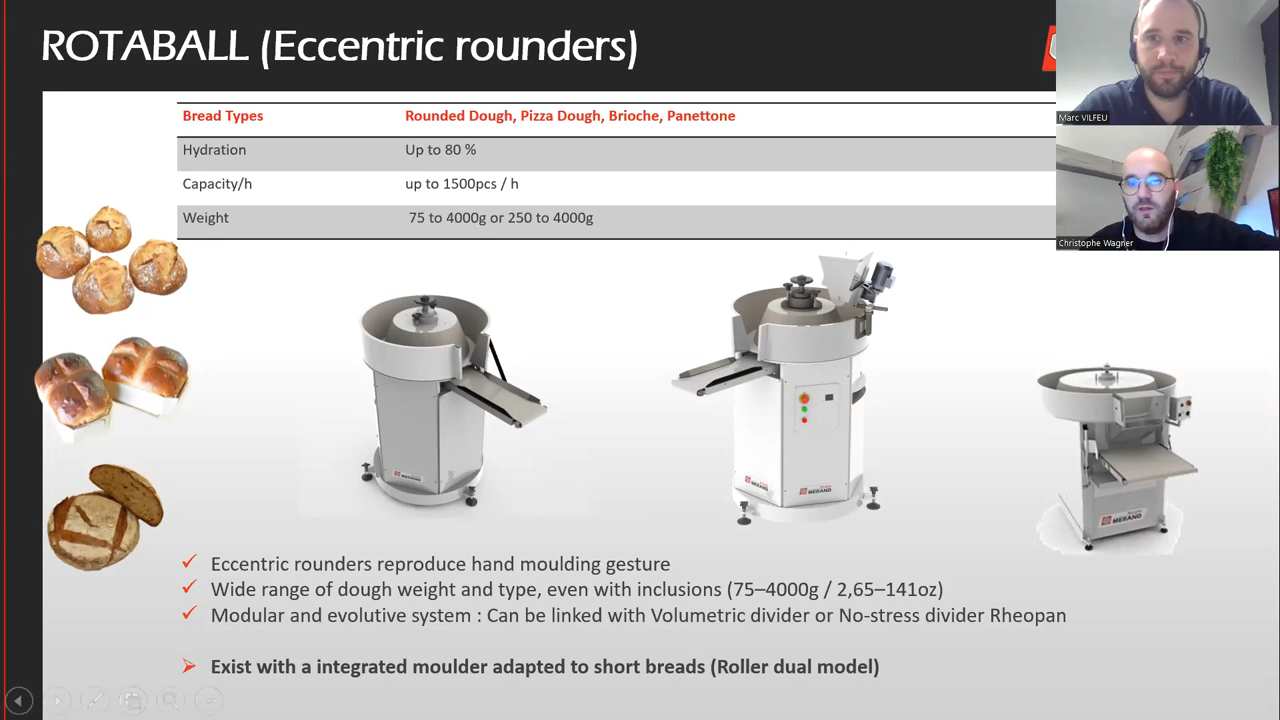 ROTABALL (Eccentric rounders)
Marc VILFEU
Christophe Wagner
Bread Types Rounded Dough, Pizza Dough, Brioche, Panettone
Hydration Up to 80 %
Capacity/h up to 1500pcs / h
Weight 75 to 4000g or 250 to 4000g
MERAND
MERAND
MERAND
MERAND
✓ Eccentric rounders reproduce hand moulding gesture
✓ Wide range of dough weight and type, even with inclusions (75–4000g / 2,65–141oz)
✓ Modular and evolutive system : Can be linked with Volumetric divider or No-stress divider Rheopan
➢ Exist with a integrated moulder adapted to short breads (Roller dual model)